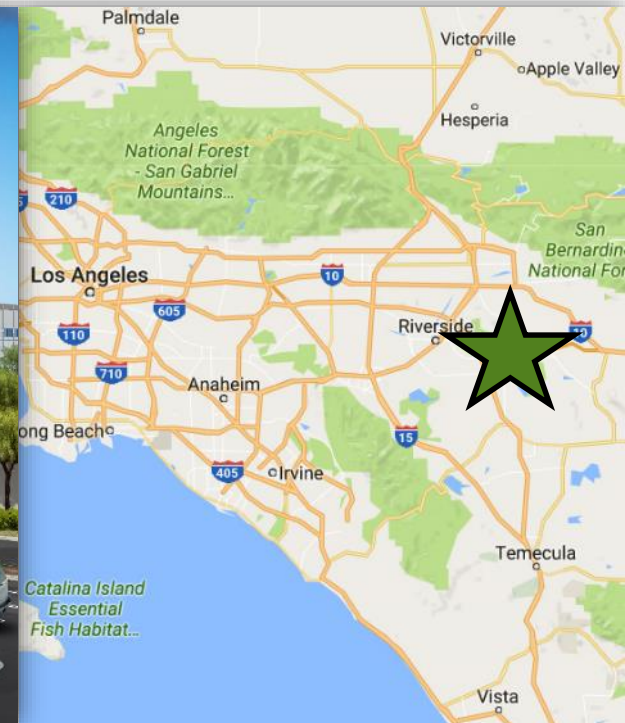 Palmdale
Victorville
Apple Valley
Hesperia
Angeles
National Forest
- San Gabriel
Mountains...
210
San
National For
Los Angeles
10
605
110
Riverside
710
Anaheim
ong Beach
15
405
Irvine
Temecula
Catalina Island
Essential
Fish Habitat...
Vista